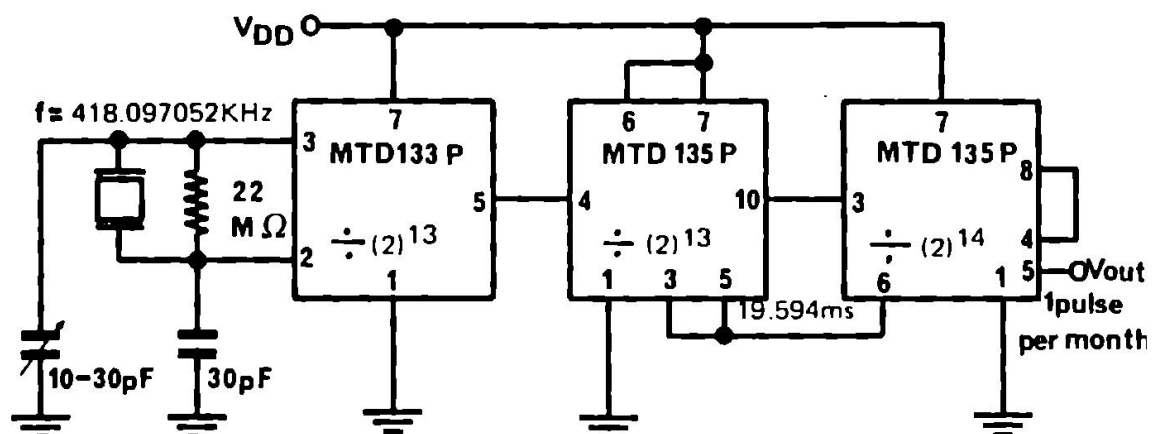 VDD
f= 418.097052KHz
7
MTD133 P
3
2
5
1
÷ (2)13
22
M Ω
10-30pF
30pF
6
7
MTD 135 P
4
10
÷ (2)13
1
3
5
19.594ms
7
MTD 135 P
3
8
4
5
÷ (2)14
6
1
Vout
1pulse
per month